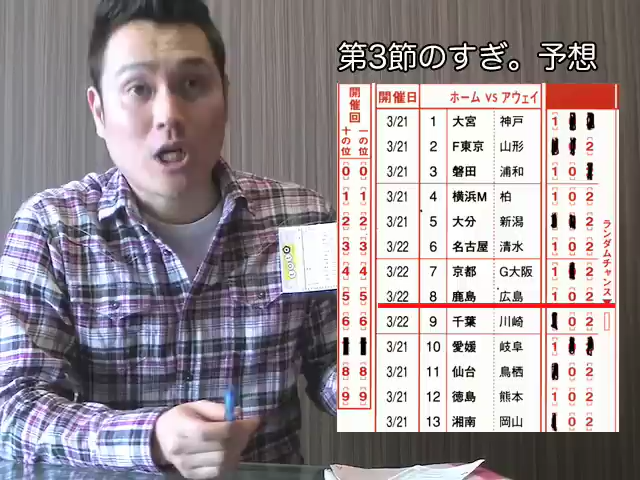 第3節のすぎ。予想
開催回
十の位 一の位
0 0
1 1
2 2
3 3
4 4
5 5
6 6
8 8
9 9
開催日 ホーム VS アウェイ
3/21 1 大宮 神戸 1
3/21 2 F東京 山形 2
3/21 3 磐田 浦和 1 0
3/21 4 横浜M 柏 1 0 2
3/21 5 大分 新潟 2
3/22 6 名古屋 清水 1 0 2
3/22 7 京都 G大阪 1 2
3/22 8 鹿島 広島 1 0 2
3/22 9 千葉 川崎 0 2
3/21 10 愛媛 岐阜 1
3/21 11 仙台 鳥栖 0 2
3/21 12 徳島 熊本 1 0 2
3/21 13 湘南 岡山 0 2
ランダムチャンス▼
toto